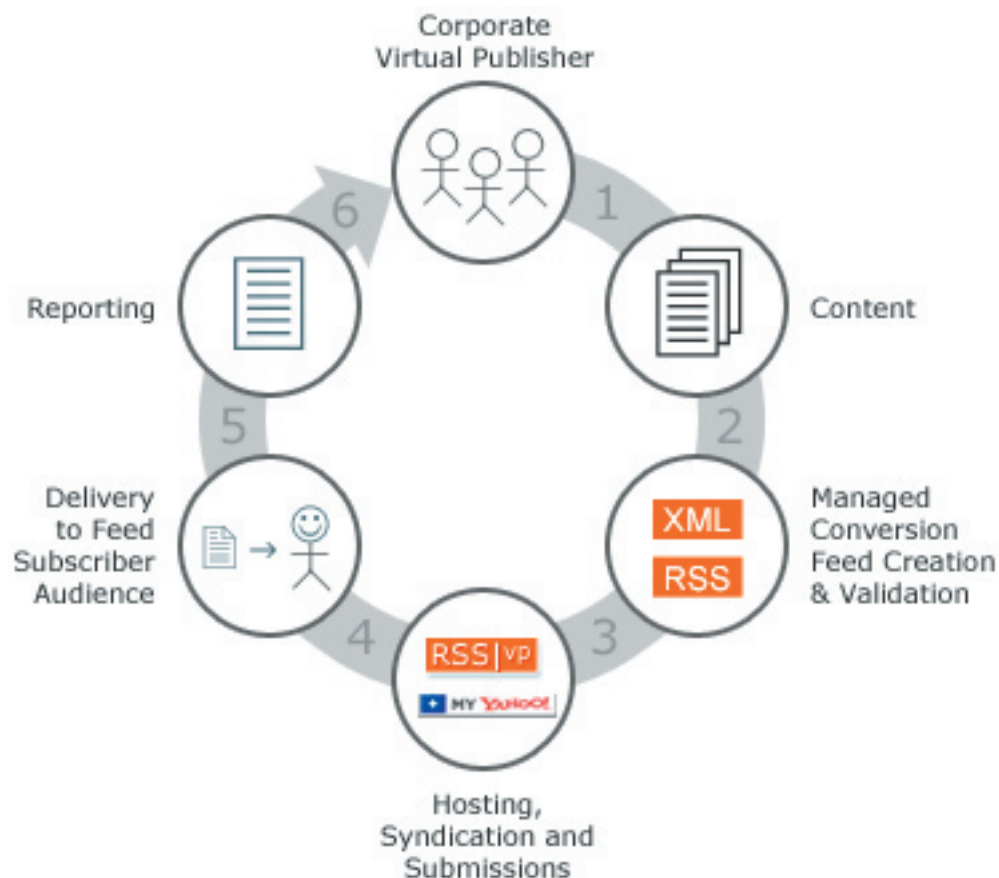 Corporate
Virtual Publisher
1
Content
2
Managed
Conversion
Feed Creation
& Validation
XML
RSS
3
RSS|vp
+ MY YAHOO!
Hosting,
Syndication and
Submissions
4
Delivery
to Feed
Subscriber
Audience
5
Reporting
6